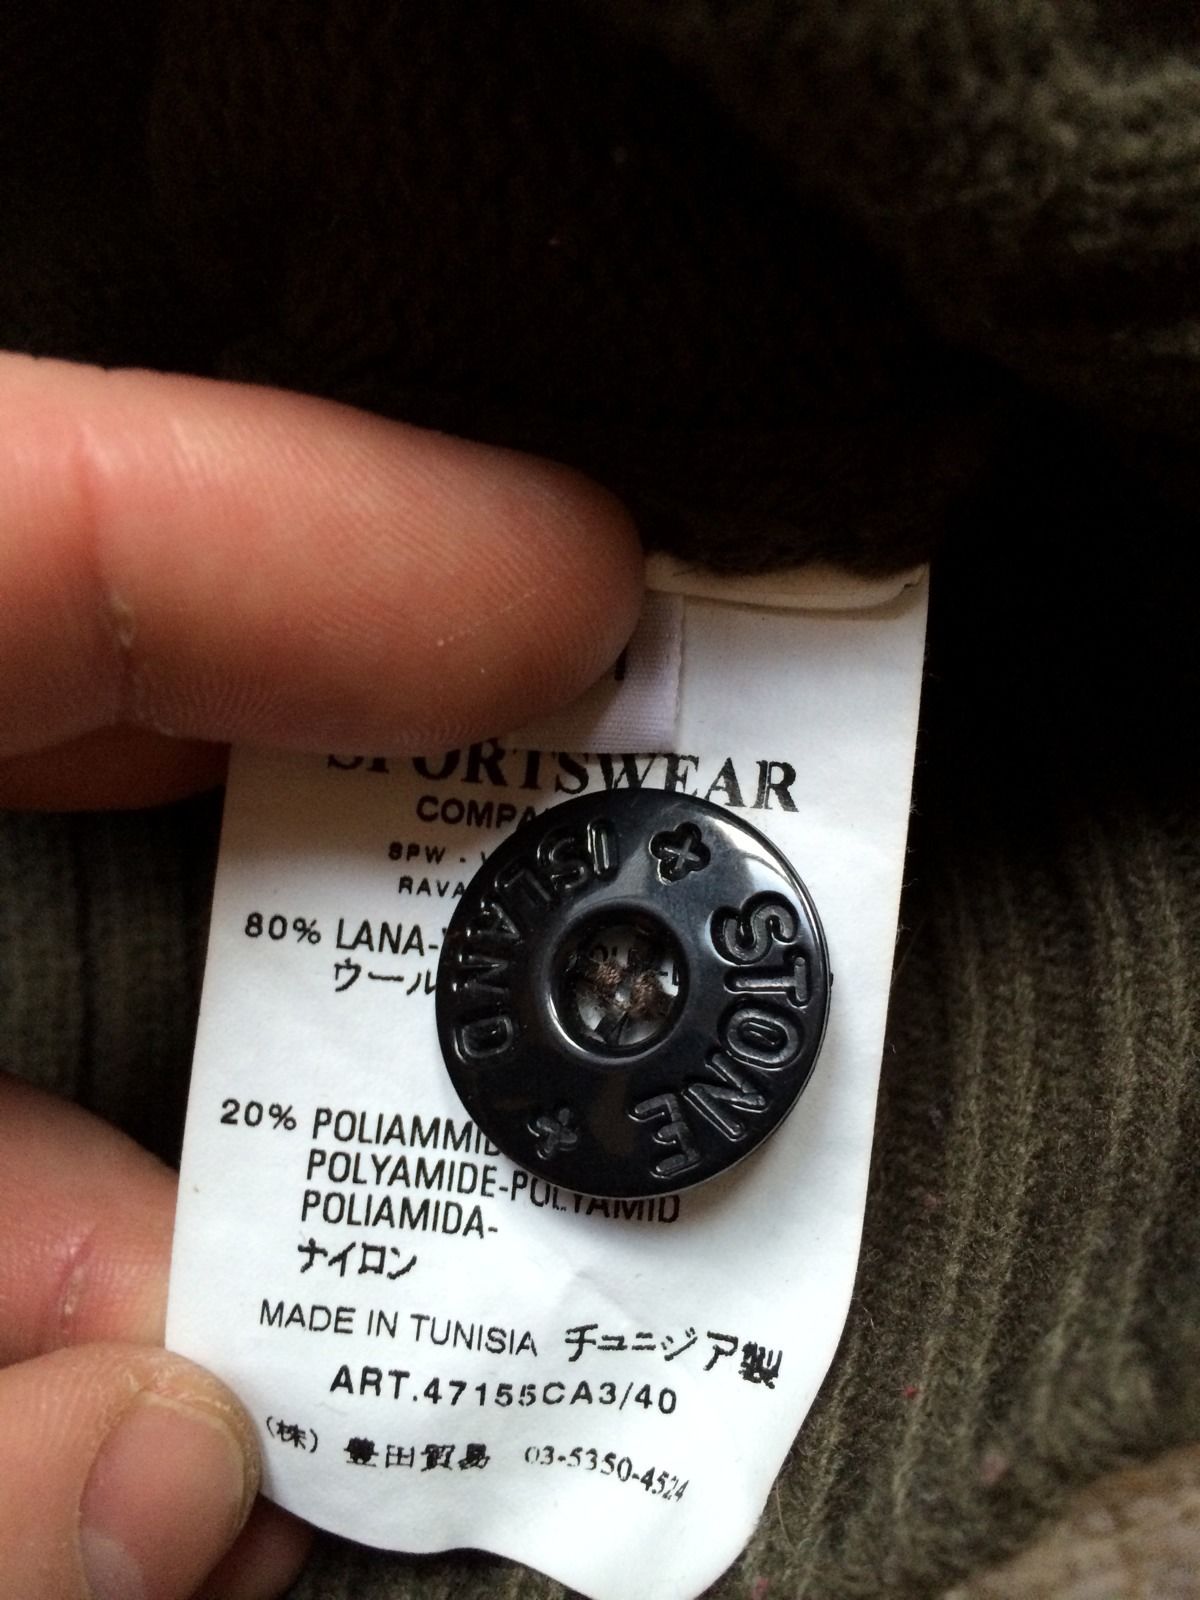 SPORTSWEAR
COMPA
SPW -
RAVA
80% LANA-
ウール
20% POLIAMMID
POLYAMIDE-POLYAMID
POLIAMIDA-
ナイロン
MADE IN TUNISIA チュニジア製
ART.47155CA3/40
(株) 豊田貿易 03-5350-4524
STONE
ISLAND